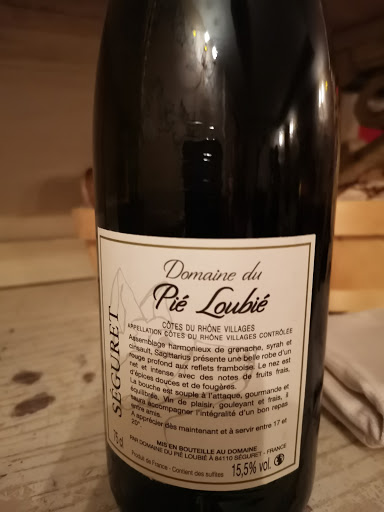 Domaine du
Pié Loubié
CÔTES DU RHÔNE VILLAGES
APPELLATION CÔTES DU RHÔNE VILLAGES CONTRÔLÉE
Assemblage harmonieux de grenache, syrah et
cinsault, Sagittarius présente une belle robe d'un
rouge profond aux reflets framboise. Le nez est
net et intense avec des notes de fruits frais,
d'épices douces et de fougères.
La bouche est souple à l'attaque, gourmande et
équilibrée. Vin de plaisir, gouleyant et frais, il
saura accompagner l'intégralité d'un bon repas
entre amis.
A apprécier dès maintenant et à servir entre 17 et
20°
MIS EN BOUTEILLE AU DOMAINE
PAR DOMAINE DU PIÉ LOUBIÉ À 84110 SÉGURET - FRANCE
Produit de France - Contient des sulfites
15,5% vol.
SÉGURET
75 cl